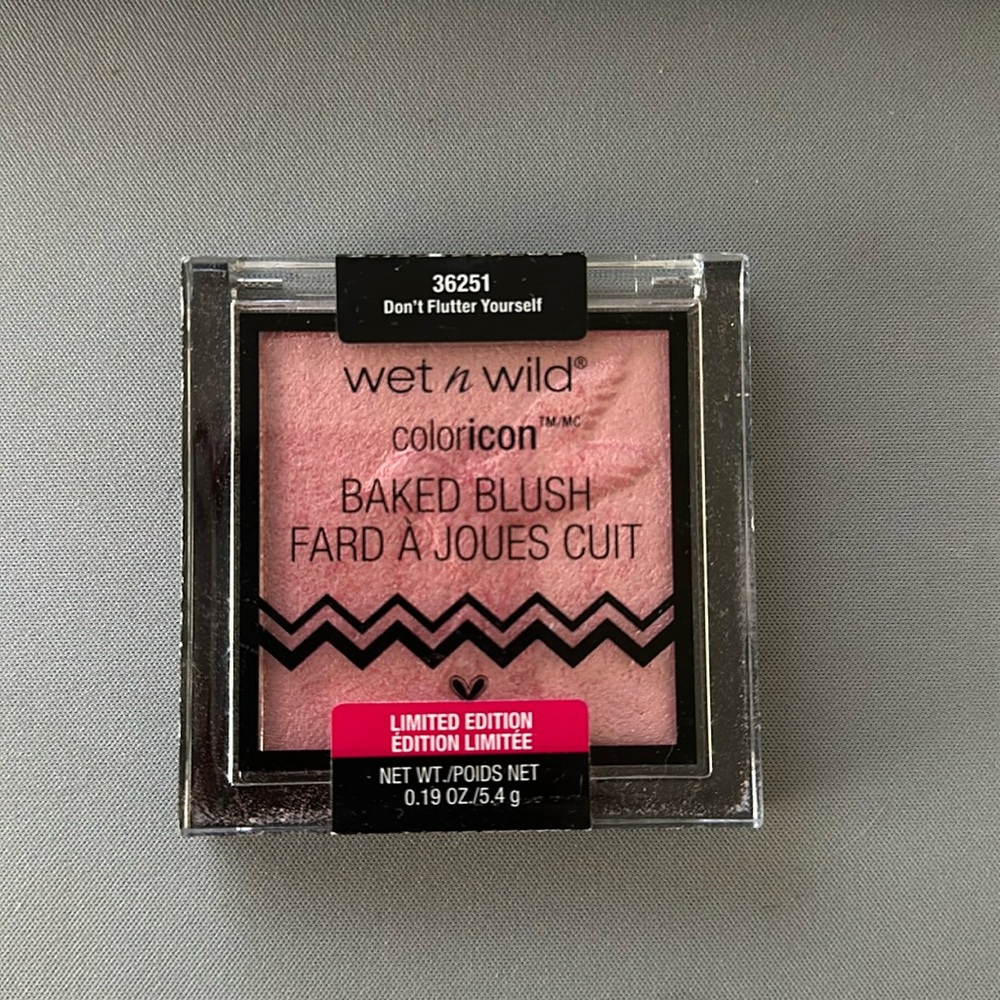 36251
Don't Flutter Yourself
wet n wild®
coloricon™/MC
BAKED BLUSH
FARD À JOUES CUIT
LIMITED EDITION
ÉDITION LIMITÉE
NET WT./POIDS NET
0.19 OZ./5.4 g